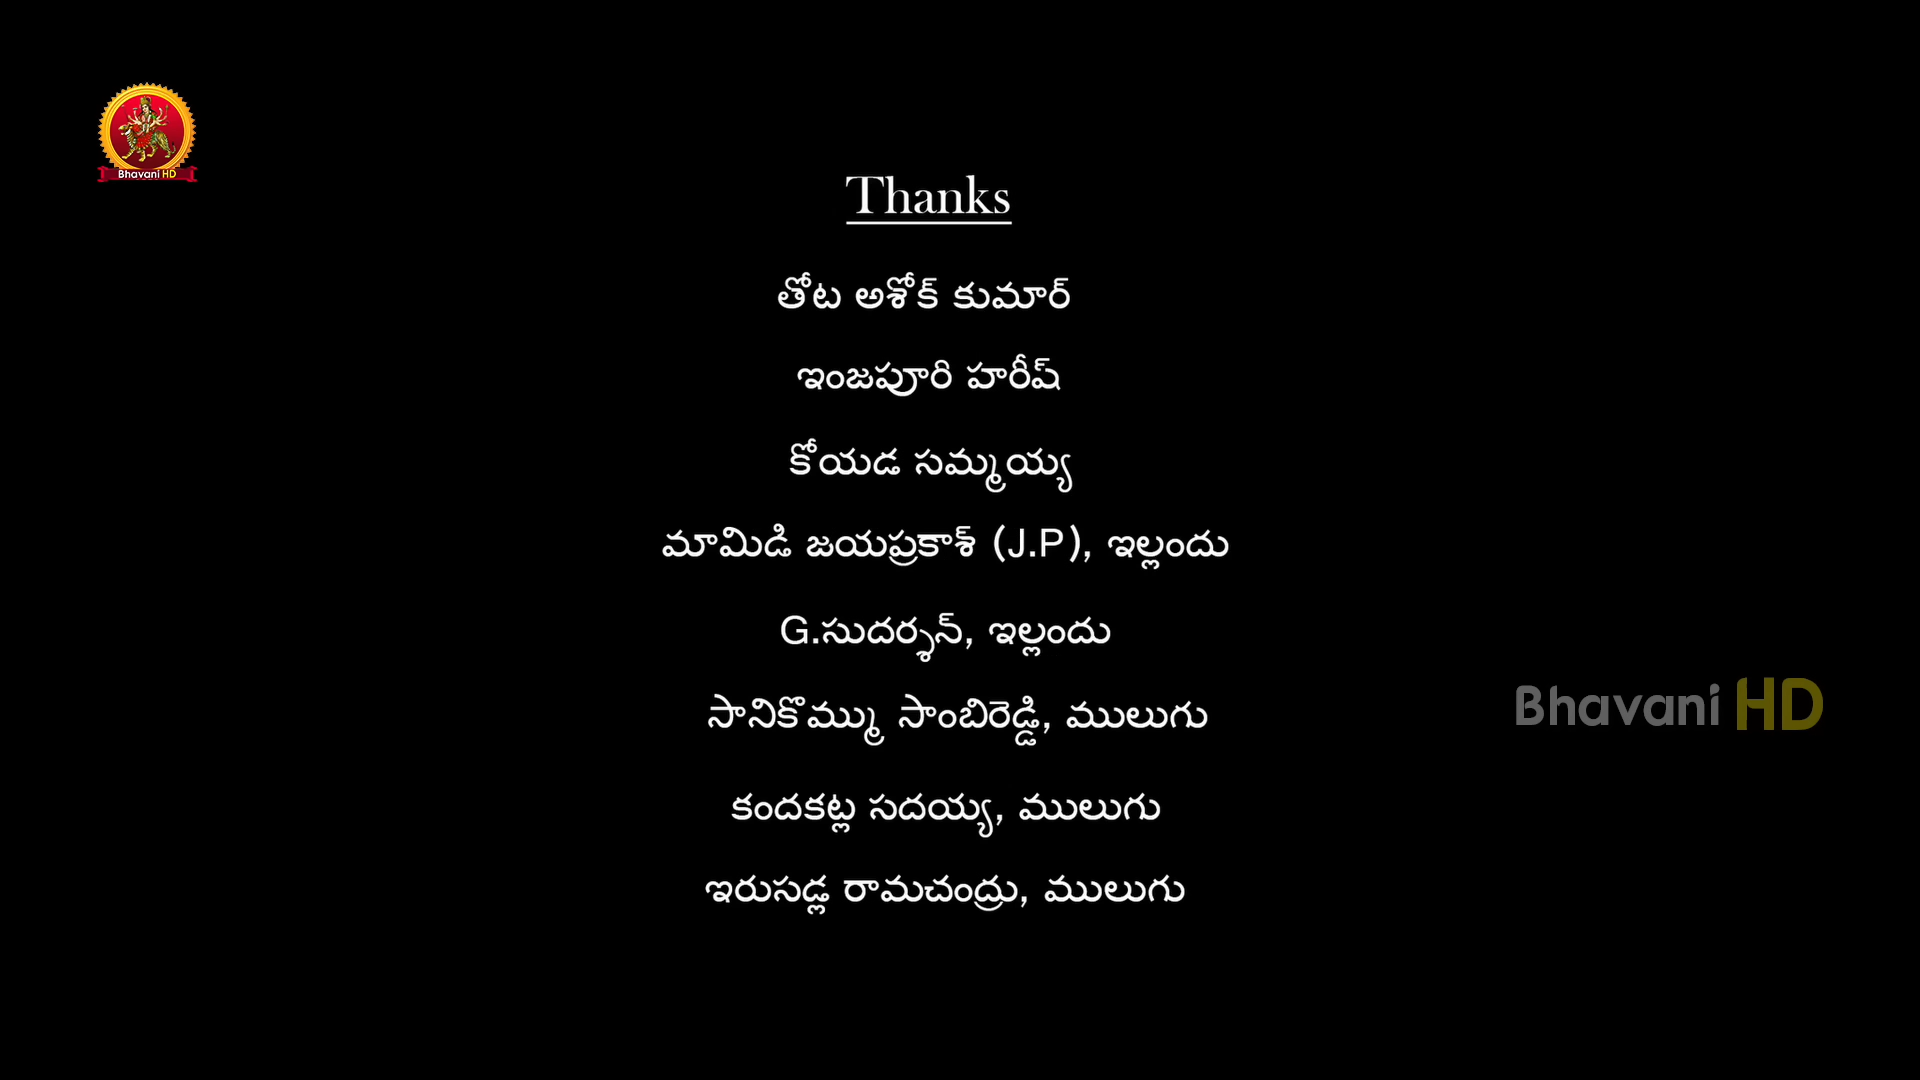 Bhavani HD
Thanks
తోట అశోక్ కుమార్
ఇంజపూరి హరీష్
కోయడ సమ్మయ్య
మామిడి జయప్రకాశ్ (J.P), ఇల్లందు
G.సుదర్శన్, ఇల్లందు
సానికొమ్ము సాంబిరెడ్డి, ములుగు
Bhavani HD
కందకట్ల సదయ్య, ములుగు
ఇరుసడ్ల రామచంద్రు, ములుగు